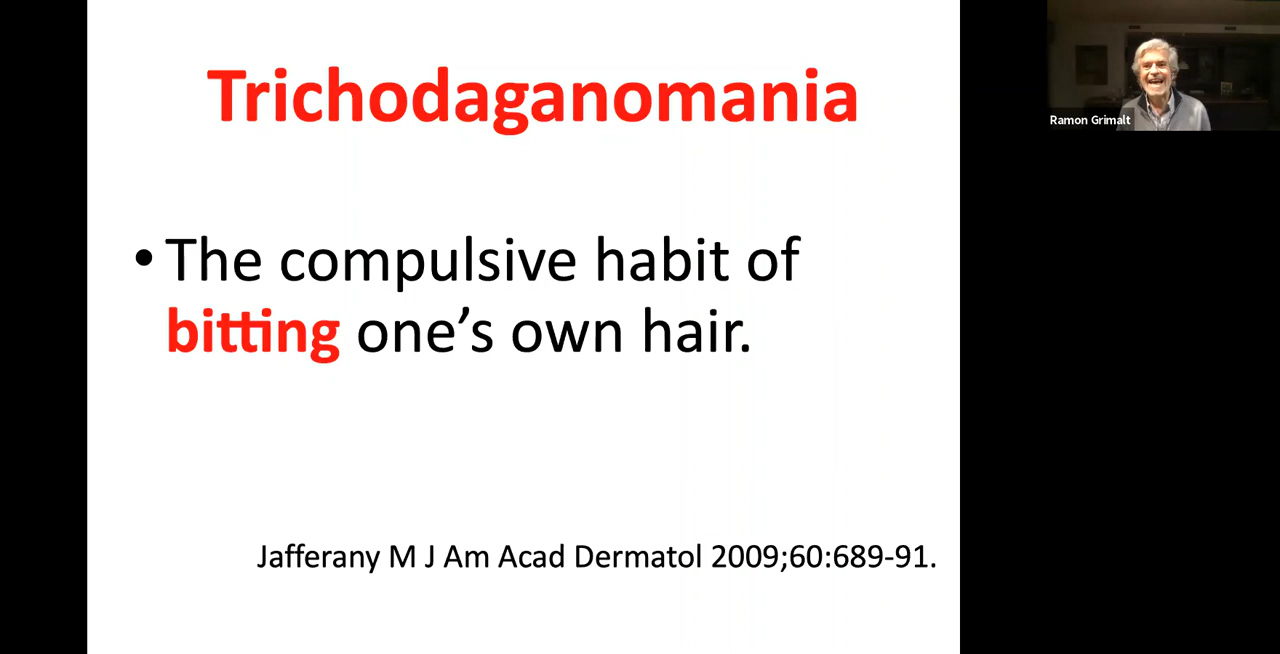 Trichodaganomania
• The compulsive habit of
bitting one’s own hair.
Jafferany M J Am Acad Dermatol 2009;60:689-91.
Ramon Grimalt